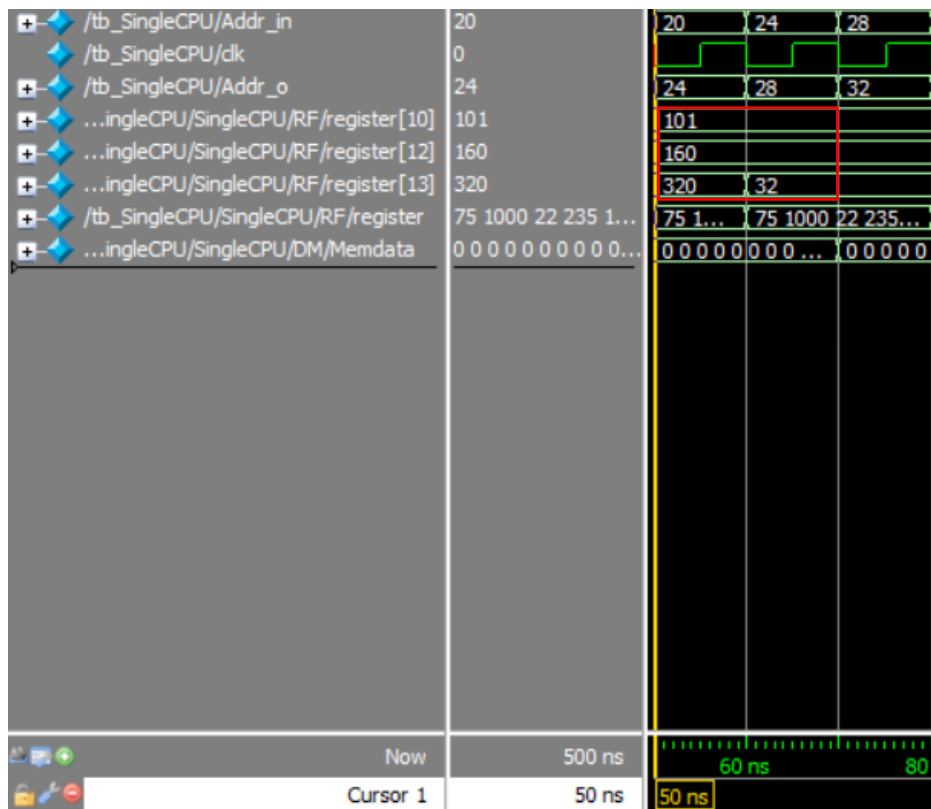 /tb_SingleCPU/Addr_in 20 20 24 28
/tb_SingleCPU/clk 0
/tb_SingleCPU/Addr_o 24 24 28 32
...ingleCPU/SingleCPU/RF/register[10] 101 101
...ingleCPU/SingleCPU/RF/register[12] 160 160
...ingleCPU/SingleCPU/RF/register[13] 320 320 32
/tb_SingleCPU/SingleCPU/RF/register 75 1000 22 235 1... 75 1... 75 1000 22 235...
...ingleCPU/SingleCPU/DM/Memdata 0 0 0 0 0 0 0 0 0 0... 0 0 0 0 0 0 0 0 ... 0 0 0 0 0
Now 500 ns 60 ns 80
Cursor 1 50 ns 50 ns